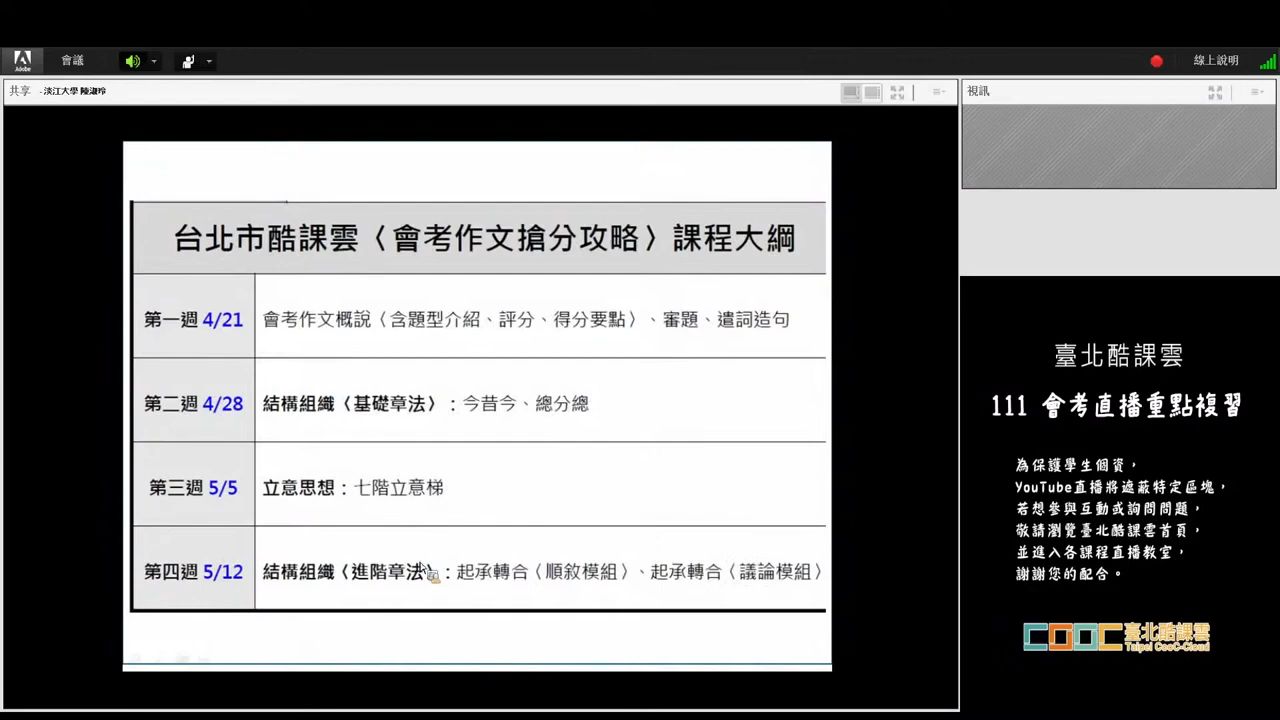 Adobe
會議
線上說明
共享 - 淡江大學 陳淑玲
視訊
台北市酷課雲〈會考作文搶分攻略〉課程大綱
第一週 4/21 會考作文概說〈含題型介紹、評分、得分要點〉、審題、遣詞造句
第二週 4/28 結構組織〈基礎章法〉：今昔今、總分總
第三週 5/5 立意思想：七階立意梯
第四週 5/12 結構組織〈進階章法〉：起承轉合〈順敘模組〉、起承轉合〈議論模組〉
臺北酷課雲
111 會考直播重點複習
為保護學生個資，
YouTube直播將遮蔽特定區塊，
若想參與互動或詢問問題，
敬請瀏覽臺北酷課雲首頁，
並進入各課程直播教室，
謝謝您的配合。
COOC 臺北酷課雲
Taipei CooC-Cloud